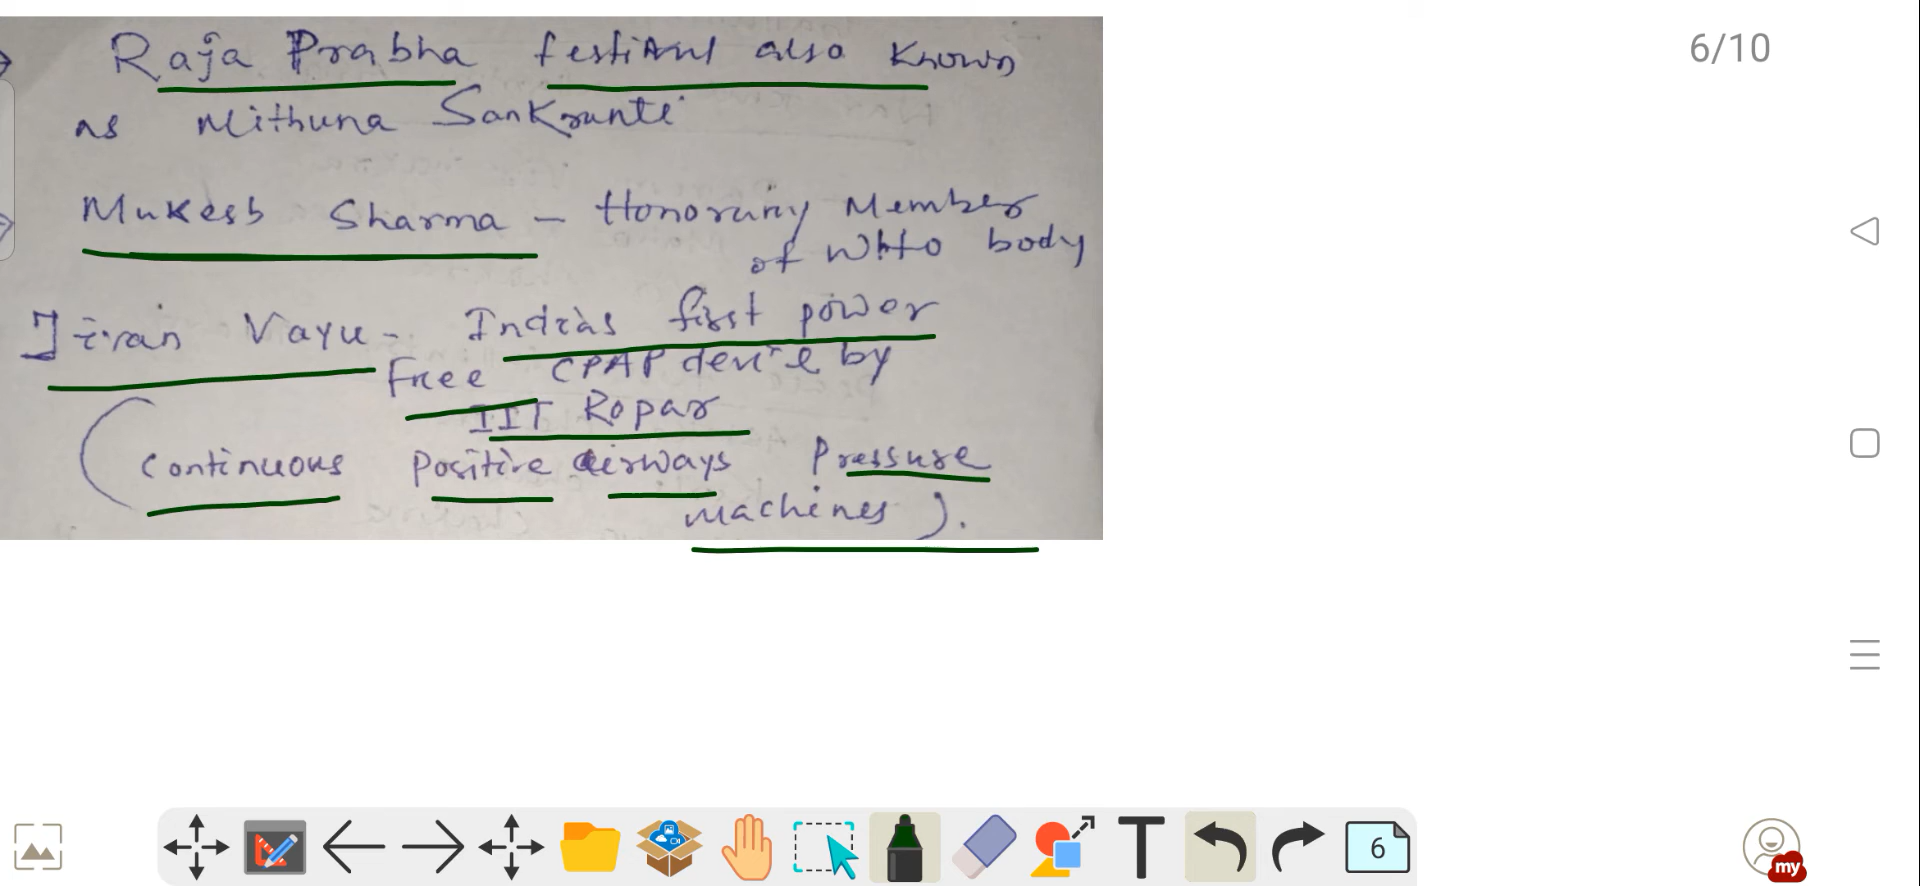 Raja Prabha festival also Known
as Mithuna Sankranti
Mukesh Sharma - Honorary Member
of WHO body
Jivan Vayu - India's first power
Free CPAP device by
IIT Ropar
(Continuous Positive airways Pressure
machines).
6/10
T
6
my